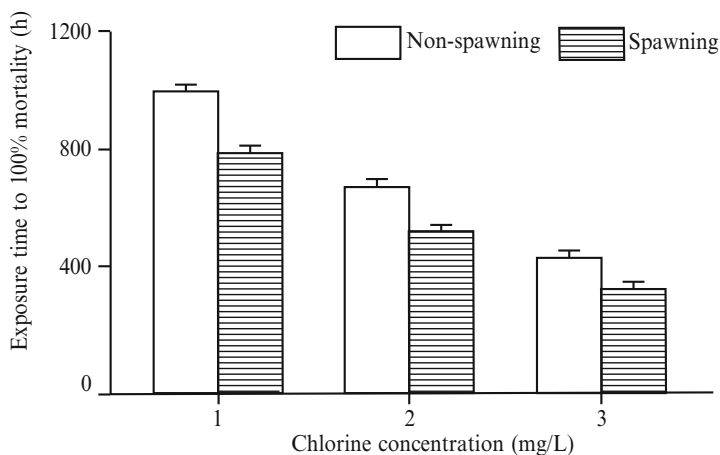 Exposure time to 100% mortality (h)
1200
800
400
0
Non-spawning
Spawning
1
2
3
Chlorine concentration (mg/L)